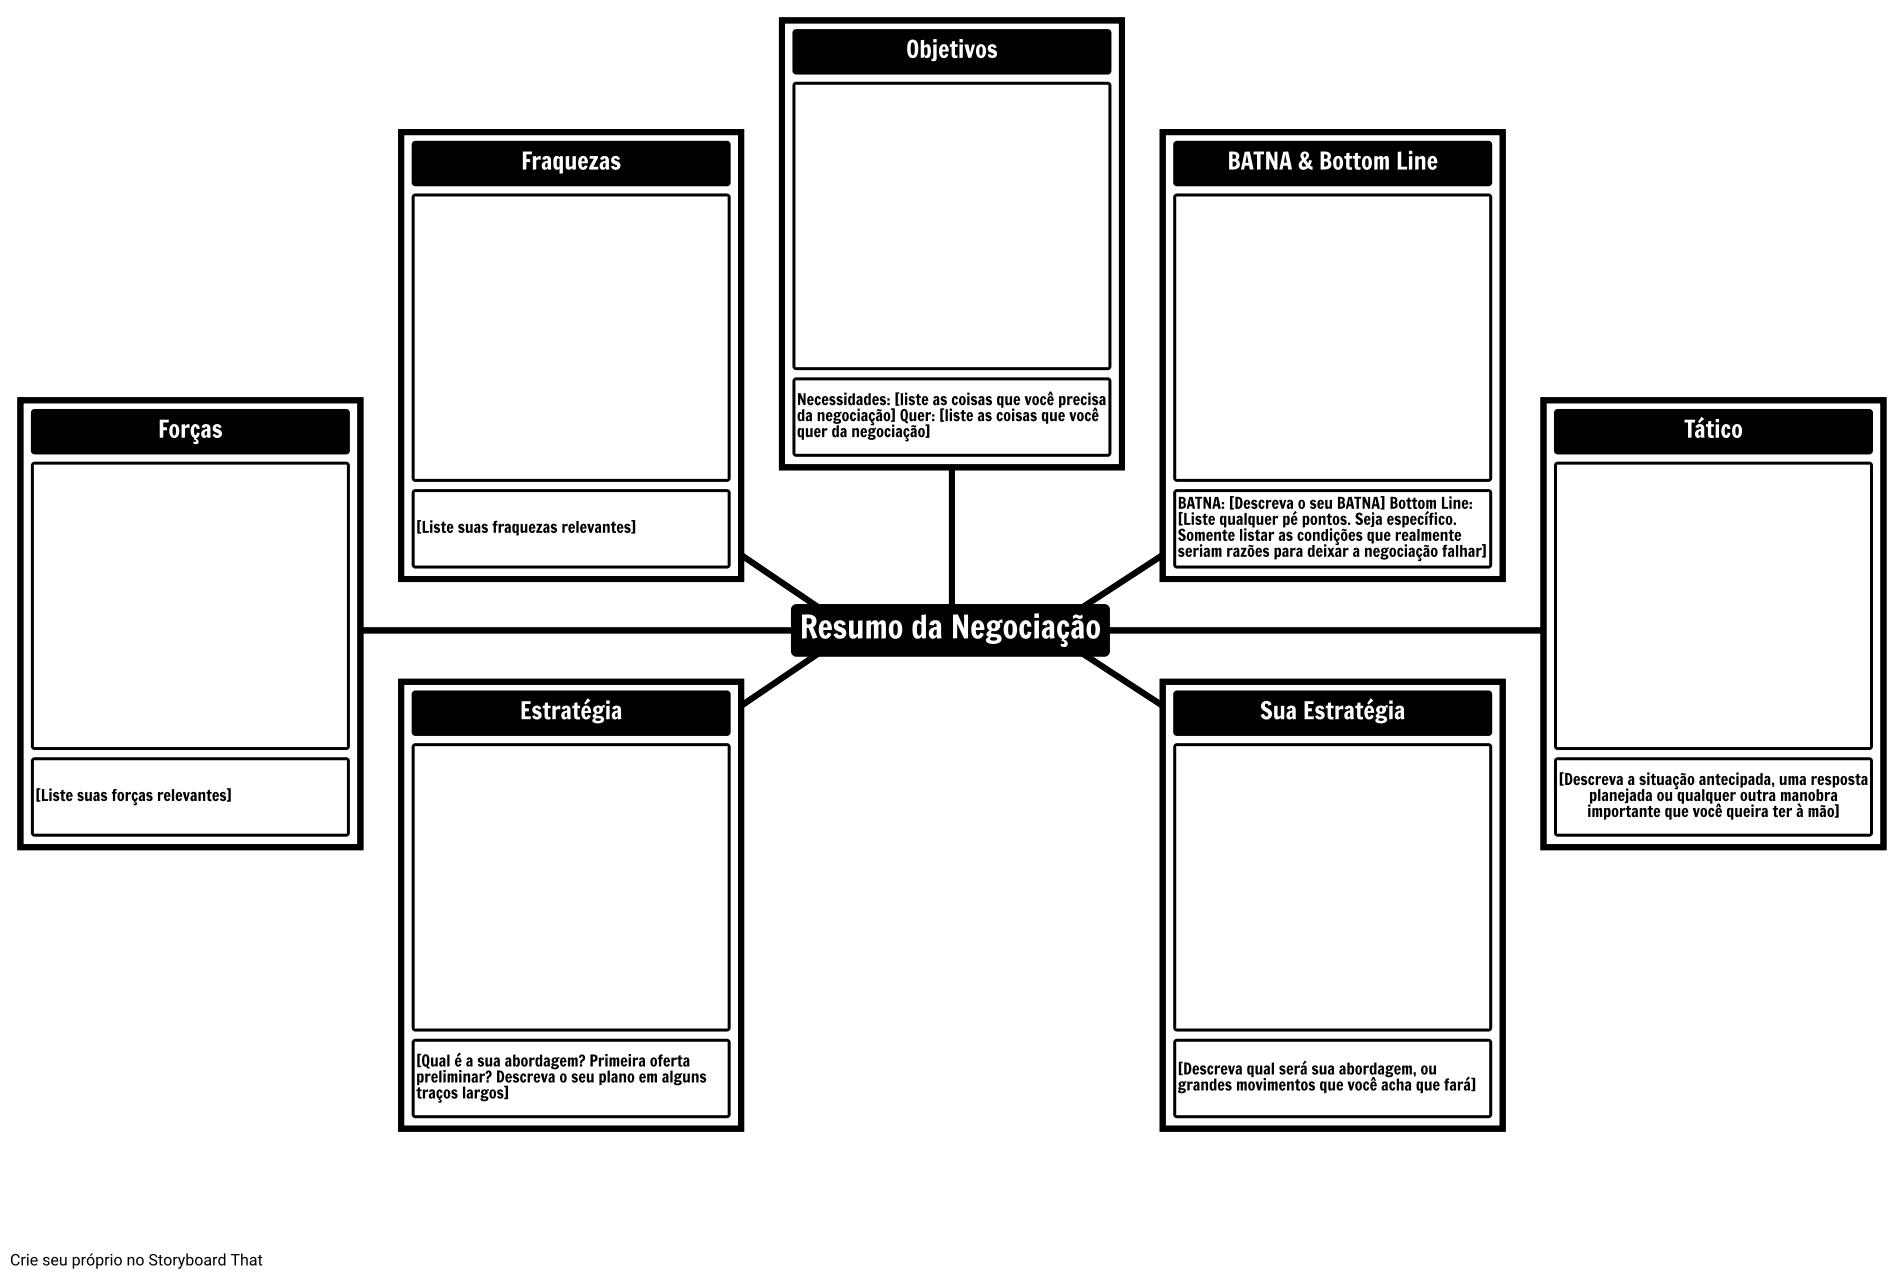 Objetivos
Necessidades: [liste as coisas que você precisa
da negociação] Quer: [liste as coisas que você
quer da negociação]
Fraquezas
[Liste suas fraquezas relevantes]
BATNA & Bottom Line
BATNA: [Descreva o seu BATNA] Bottom Line:
[Liste qualquer pé pontos. Seja específico.
Somente listar as condições que realmente
seriam razões para deixar a negociação falhar]
Forças
[Liste suas forças relevantes]
Tático
[Descreva a situação antecipada, uma resposta
planejada ou qualquer outra manobra
importante que você queira ter à mão]
Resumo da Negociação
Estratégia
[Qual é a sua abordagem? Primeira oferta
preliminar? Descreva o seu plano em alguns
traços largos]
Sua Estratégia
[Descreva qual será sua abordagem, ou
grandes movimentos que você acha que fará]
Crie seu próprio no Storyboard That